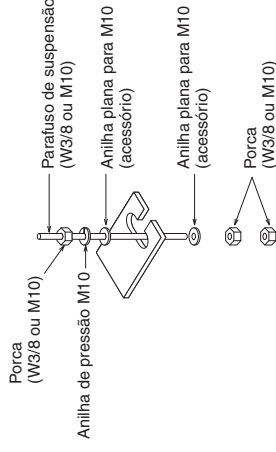 Porca
(W3/8 ou M10)
Anilha de pressão M10
Parafuso de suspensão
(W3/8 ou M10)
Anilha plana para M10
(acessório)
Anilha plana para M10
(acessório)
Porca
(W3/8 ou M10)